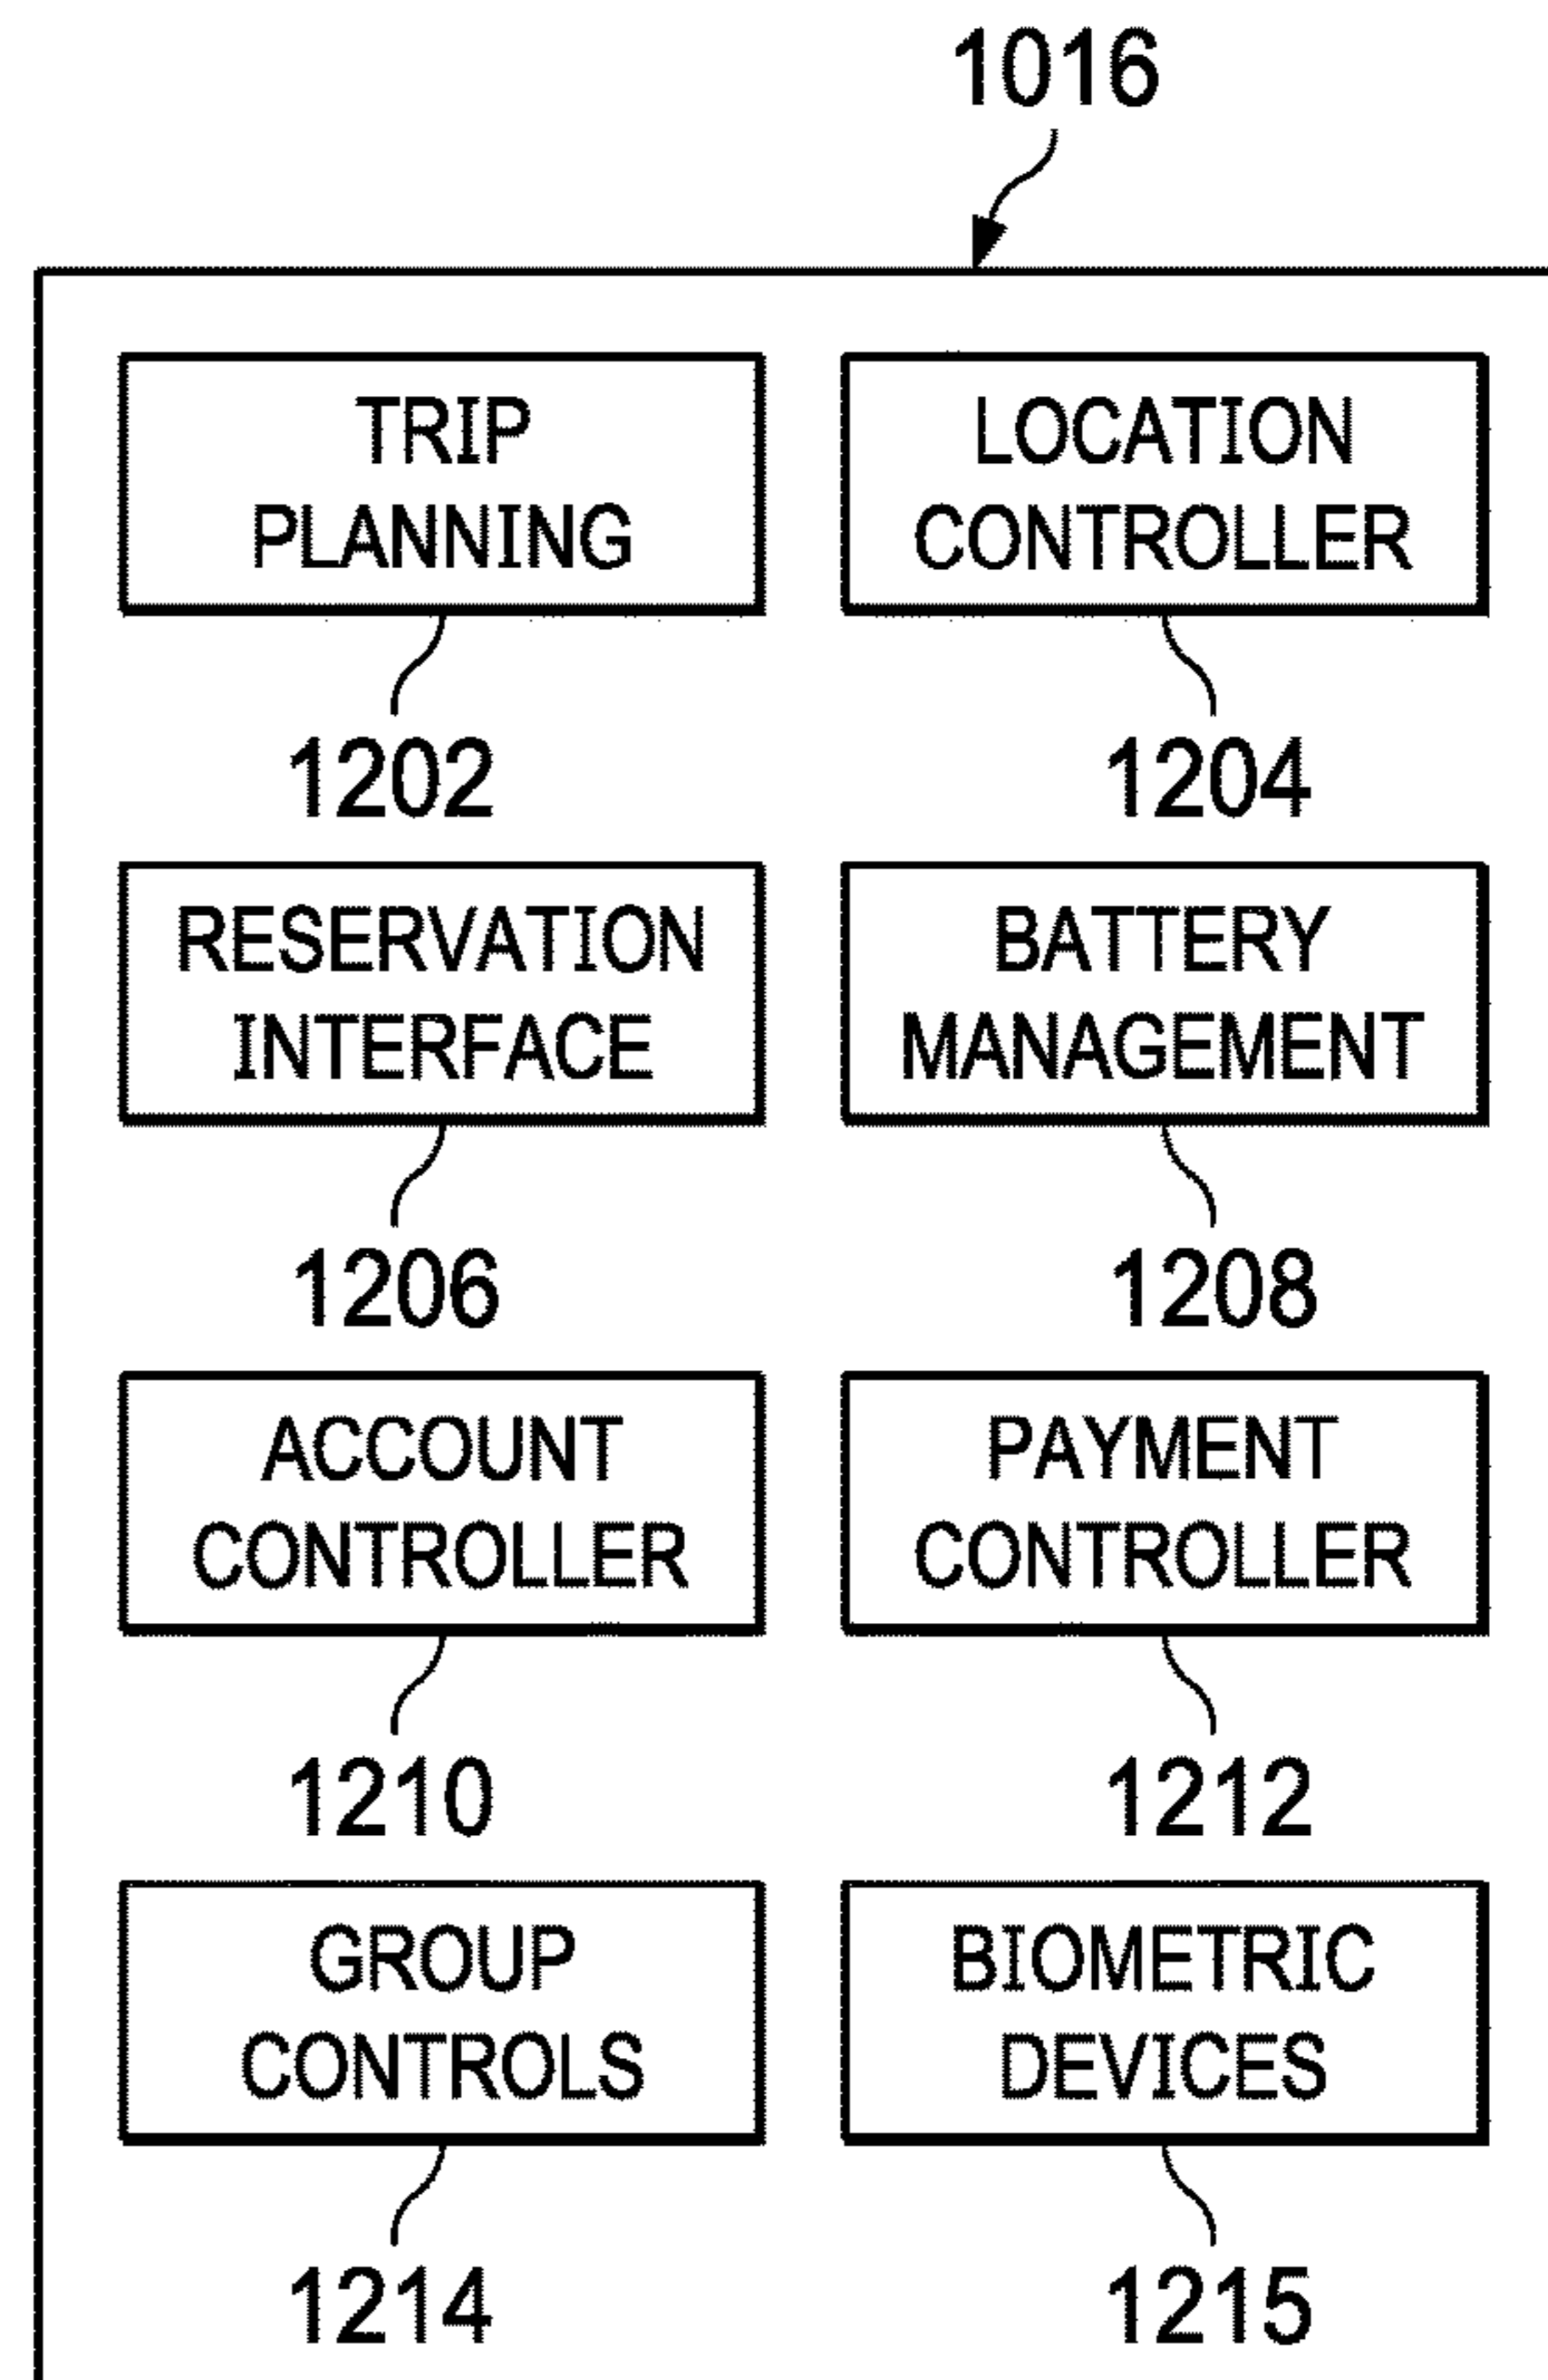 1016
TRIP
PLANNING
1202
LOCATION
CONTROLLER
1204
RESERVATION
INTERFACE
1206
BATTERY
MANAGEMENT
1208
ACCOUNT
CONTROLLER
1210
PAYMENT
CONTROLLER
1212
GROUP
CONTROLS
1214
BIOMETRIC
DEVICES
1215